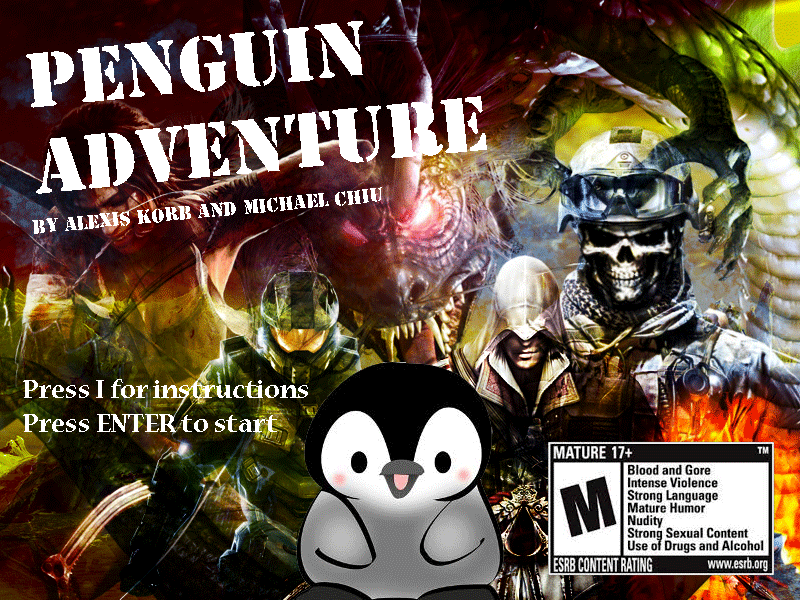 PENGUIN
ADVENTURE
BY ALEXIS KORB AND MICHAEL CHIU
Press I for instructions
Press ENTER to start
MATURE 17+ TM
M
Blood and Gore
Intense Violence
Strong Language
Mature Humor
Nudity
Strong Sexual Content
Use of Drugs and Alcohol
ESRB CONTENT RATING www.esrb.org